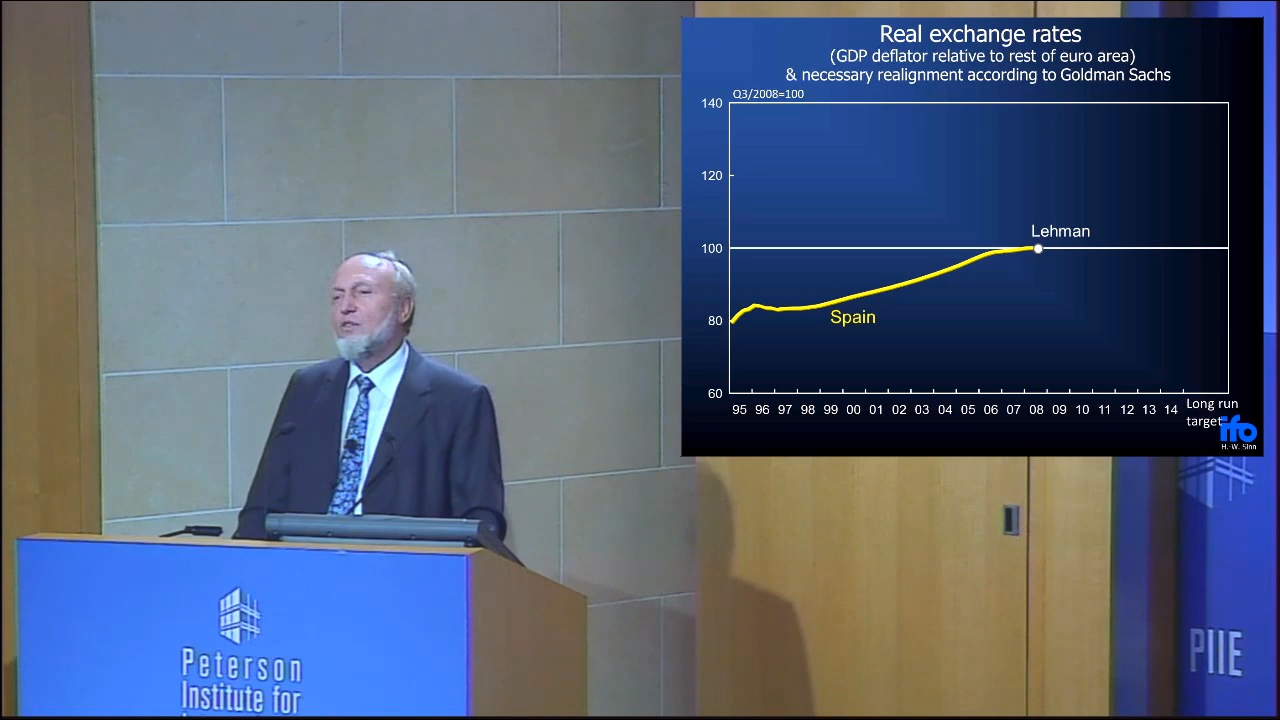 Real exchange rates
(GDP deflator relative to rest of euro area)
& necessary realignment according to Goldman Sachs
Q3/2008=100
140
120
100
80
60
Lehman
Spain
95 96 97 98 99 00 01 02 03 04 05 06 07 08 09 10 11 12 13 14 Long run
target
ifo
H.-W. Sinn
Peterson
Institute for
PIIE